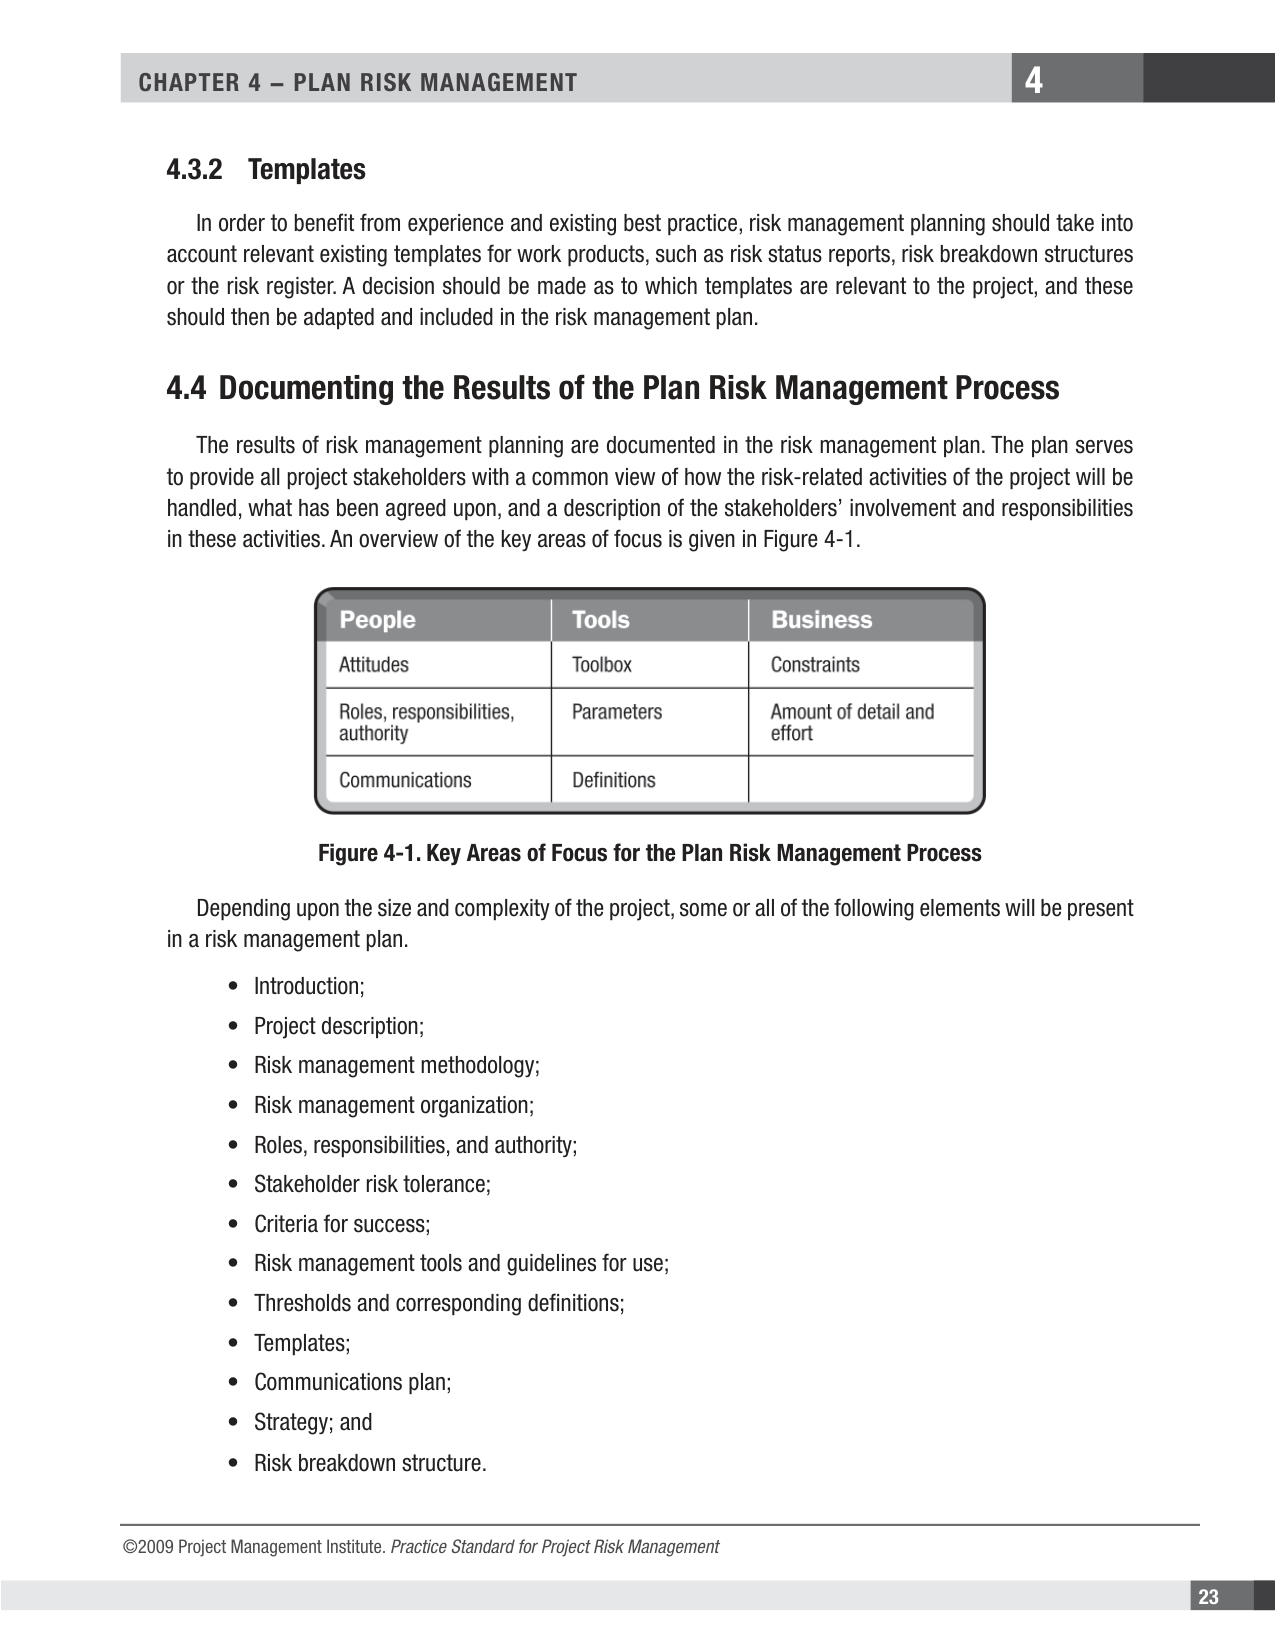 CHAPTER 4 – PLAN RISK MANAGEMENT
4
4.3.2 Templates
In order to benefit from experience and existing best practice, risk management planning should take into
account relevant existing templates for work products, such as risk status reports, risk breakdown structures
or the risk register. A decision should be made as to which templates are relevant to the project, and these
should then be adapted and included in the risk management plan.
4.4 Documenting the Results of the Plan Risk Management Process
The results of risk management planning are documented in the risk management plan. The plan serves
to provide all project stakeholders with a common view of how the risk-related activities of the project will be
handled, what has been agreed upon, and a description of the stakeholders’ involvement and responsibilities
in these activities. An overview of the key areas of focus is given in Figure 4-1.
People Tools Business
Attitudes Toolbox Constraints
Roles, responsibilities, Parameters Amount of detail and
authority effort
Communications Definitions
Figure 4-1. Key Areas of Focus for the Plan Risk Management Process
Depending upon the size and complexity of the project, some or all of the following elements will be present
in a risk management plan.
• Introduction;
• Project description;
• Risk management methodology;
• Risk management organization;
• Roles, responsibilities, and authority;
• Stakeholder risk tolerance;
• Criteria for success;
• Risk management tools and guidelines for use;
• Thresholds and corresponding definitions;
• Templates;
• Communications plan;
• Strategy; and
• Risk breakdown structure.
©2009 Project Management Institute. Practice Standard for Project Risk Management
23